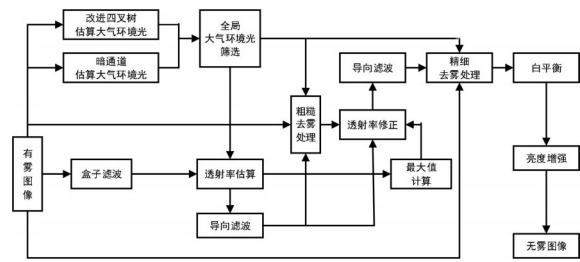 改进四叉树
估算大气环境光
暗通道
估算大气环境光
全局
大气环境光
筛选
导向滤波
精细
去雾处理
白平衡
粗糙
去雾
处理
透射率修正
有
雾
图
像
盒子滤波
透射率估算
最大值
计算
亮度增强
导向滤波
无雾图像